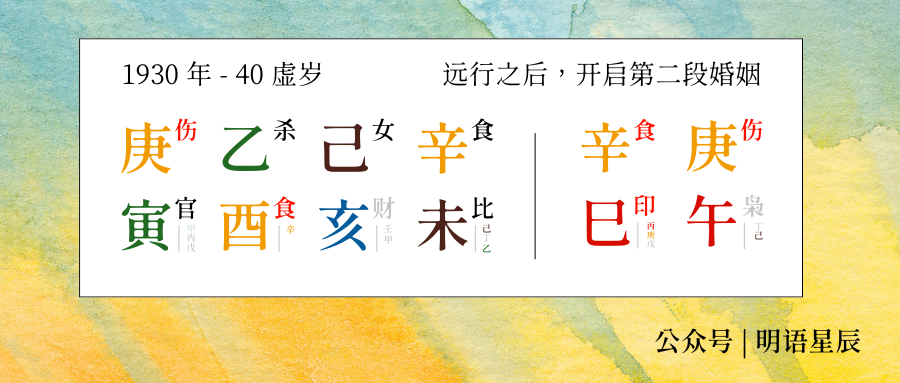 1930 年 - 40 虚岁
远行之后，开启第二段婚姻
庚 伤 乙 杀 己 女 辛 食 辛 食 庚 伤
寅 官 甲丙戊 酉 食 辛 亥 财 壬甲 未 比 己丁乙 巳 印 丙庚戊 午 枭 丁己
公众号 | 明语星辰